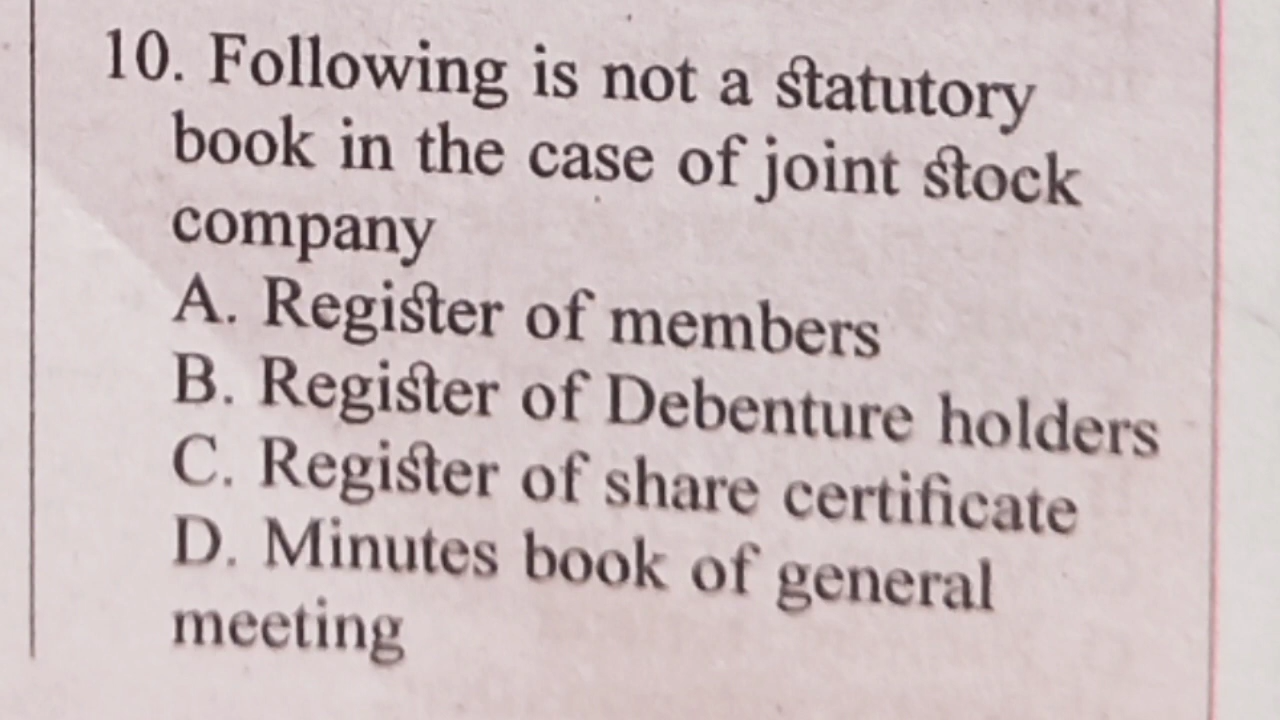 10. Following is not a statutory
book in the case of joint stock
company
A. Register of members
B. Register of Debenture holders
C. Register of share certificate
D. Minutes book of general
meeting